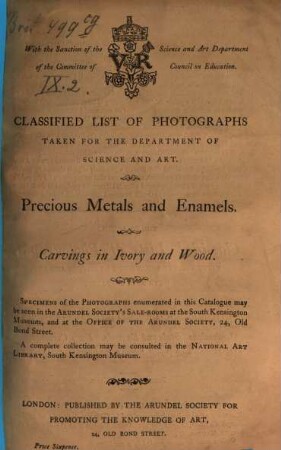 Brit. 499 cg
IX.2.
With the Sanction of the Science and Art Department
of the Committee of Council on Education.
V R
CLASSIFIED LIST OF PHOTOGRAPHS
TAKEN FOR THE DEPARTMENT OF
SCIENCE AND ART.
Precious Metals and Enamels.
Carvings in Ivory and Wood.
SPECIMENS of the PHOTOGRAPHS enumerated in this Catalogue may
be seen in the ARUNDEL SOCIETY'S SALE-ROOMS at the South Kensington
Museum, and at the OFFICE OF THE ARUNDEL SOCIETY, 24, Old
Bond Street.
A complete collection may be consulted in the NATIONAL ART
LIBRARY, South Kensington Museum.
LONDON: PUBLISHED BY THE ARUNDEL SOCIETY FOR
PROMOTING THE KNOWLEDGE OF ART,
24, OLD BOND STREET.
Price Sixpence.